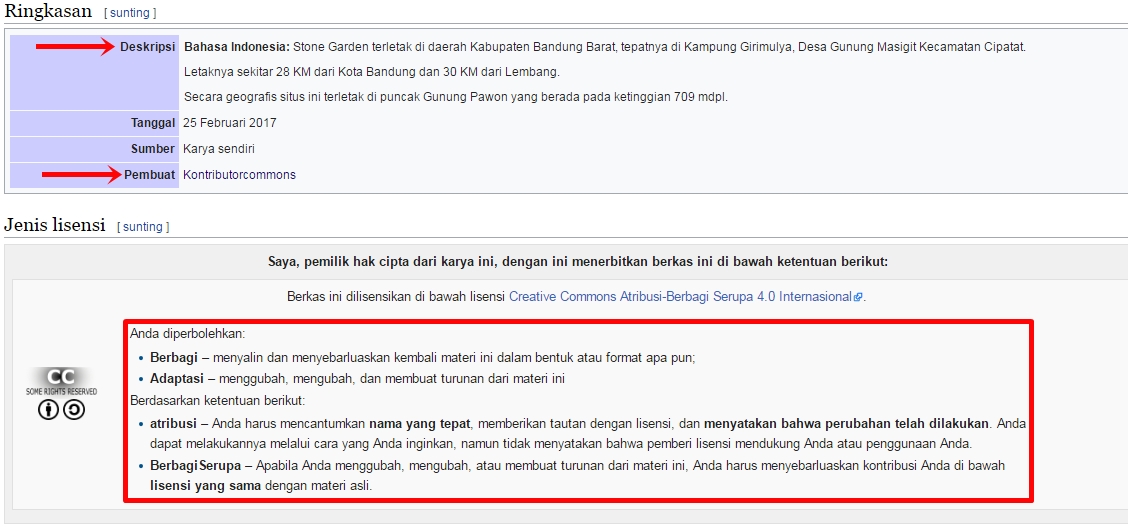 Ringkasan [ sunting ]
Deskripsi Bahasa Indonesia: Stone Garden terletak di daerah Kabupaten Bandung Barat, tepatnya di Kampung Girimulya, Desa Gunung Masigit Kecamatan Cipatat.
Letaknya sekitar 28 KM dari Kota Bandung dan 30 KM dari Lembang.
Secara geografis situs ini terletak di puncak Gunung Pawon yang berada pada ketinggian 709 mdpl.
Tanggal 25 Februari 2017
Sumber Karya sendiri
Pembuat Kontributorcommons
Jenis lisensi [ sunting ]
Saya, pemilik hak cipta dari karya ini, dengan ini menerbitkan berkas ini di bawah ketentuan berikut:
Berkas ini dilisensikan di bawah lisensi Creative Commons Atribusi-Berbagi Serupa 4.0 Internasional.
Anda diperbolehkan:
• Berbagi – menyalin dan menyebarluaskan kembali materi ini dalam bentuk atau format apa pun;
• Adaptasi – menggubah, mengubah, dan membuat turunan dari materi ini
Berdasarkan ketentuan berikut:
• atribusi – Anda harus mencantumkan nama yang tepat, memberikan tautan dengan lisensi, dan menyatakan bahwa perubahan telah dilakukan. Anda
dapat melakukannya melalui cara yang Anda inginkan, namun tidak menyatakan bahwa pemberi lisensi mendukung Anda atau penggunaan Anda.
• BerbagiSerupa – Apabila Anda menggubah, mengubah, atau membuat turunan dari materi ini, Anda harus menyebarluaskan kontribusi Anda di bawah
lisensi yang sama dengan materi asli.
CC
SOME RIGHTS RESERVED